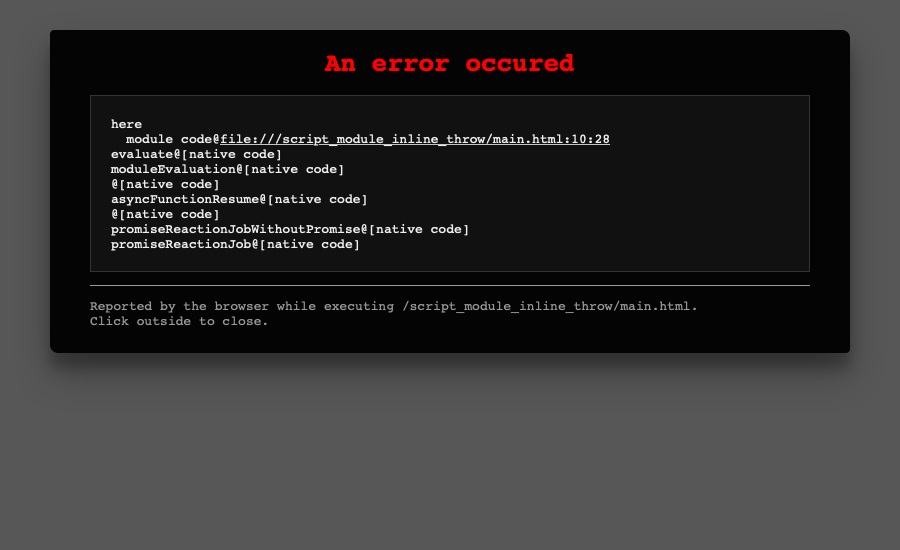 An error occured
here
module code@file:///script_module_inline_throw/main.html:10:28
evaluate@[native code]
moduleEvaluation@[native code]
@[native code]
asyncFunctionResume@[native code]
@[native code]
promiseReactionJobWithoutPromise@[native code]
promiseReactionJob@[native code]
Reported by the browser while executing /script_module_inline_throw/main.html.
Click outside to close.